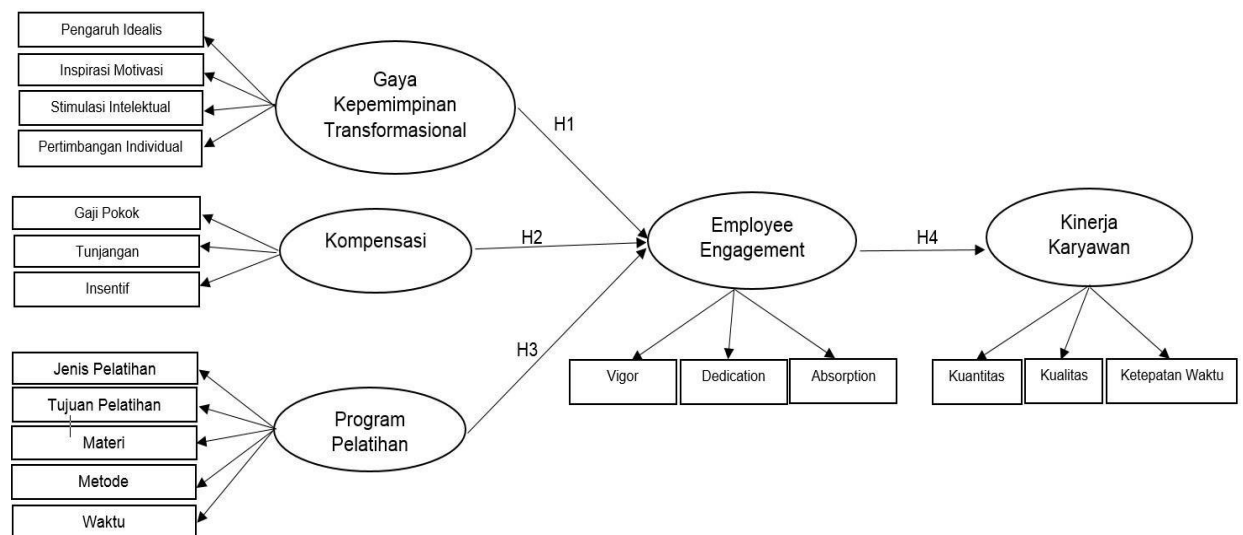 Pengaruh Idealis
Inspirasi Motivasi
Stimulasi Intelektual
Pertimbangan Individual
Gaya
Kepemimpinan
Transformasional
H1
Gaji Pokok
Tunjangan
Insentif
Kompensasi
H2
Jenis Pelatihan
Tujuan Pelatihan
Materi
Metode
Waktu
Program
Pelatihan
H3
Employee
Engagement
H4
Kinerja
Karyawan
Vigor
Dedication
Absorption
Kuantitas
Kualitas
Ketepatan Waktu